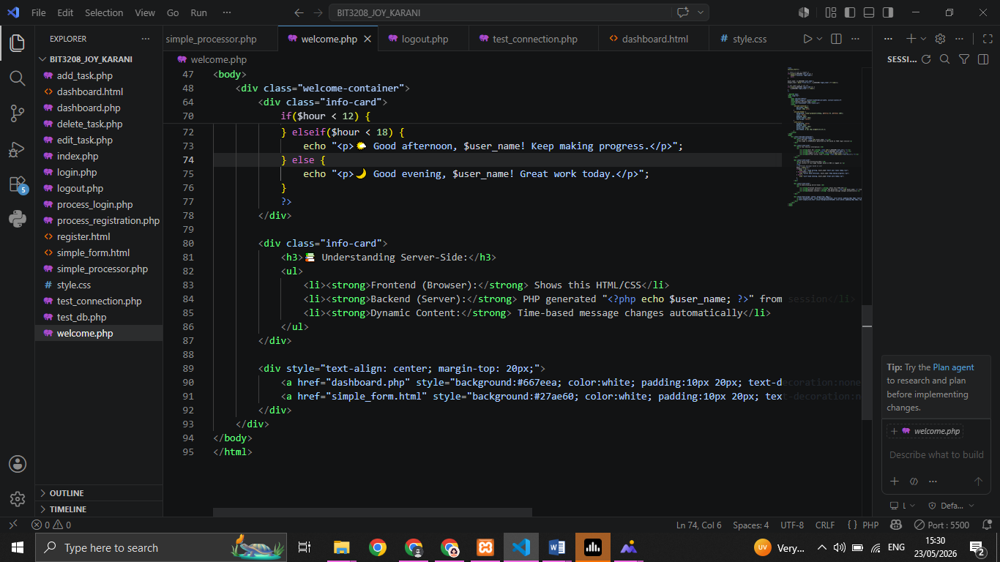 File Edit Selection View Go Run ··· BIT3208_JOY_KARANI
EXPLORER ···
BIT3208_JOY_KARANI
add_task.php
dashboard.html
dashboard.php
delete_task.php
edit_task.php
index.php
login.php
logout.php
process_login.php
process_registration.php
register.html
simple_form.html
simple_processor.php
style.css
test_connection.php
test_db.php
welcome.php
OUTLINE
TIMELINE
5
simple_processor.php welcome.php logout.php test_connection.php dashboard.html style.css ···
welcome.php
47 <body>
48 <div class="welcome-container">
64 <div class="info-card">
70 if($hour < 12) {
72 } elseif($hour < 18) {
73 echo "<p>🌤️ Good afternoon, $user_name! Keep making progress.</p>";
74 } else {
75 echo "<p>🌙 Good evening, $user_name! Great work today.</p>";
76 }
77 ?>
78 </div>
79
80 <div class="info-card">
81 <h3>📚 Understanding Server-Side:</h3>
82 <ul>
83 <li><strong>Frontend (Browser):</strong> Shows this HTML/CSS</li>
84 <li><strong>Backend (Server):</strong> PHP generated "<?php echo $user_name; ?>" from session</li>
85 <li><strong>Dynamic Content:</strong> Time-based message changes automatically</li>
86 </ul>
87 </div>
88
89 <div style="text-align: center; margin-top: 20px;">
90 <a href="dashboard.php" style="background:#667eea; color:white; padding:10px 20px; text-decoration:none
91 <a href="simple_form.html" style="background:#27ae60; color:white; padding:10px 20px; text-decoration:n
92 </div>
93 </div>
94 </body>
95 </html>
SESSI...
Tip: Try the Plan agent
to research and plan
before implementing
changes.
welcome.php
Describe what to build
L Defa...
0 0 Ln 74, Col 6 Spaces: 4 UTF-8 CRLF { } PHP Port : 5500
Type here to search
UV Very... ENG 15:30
23/05/2026
2